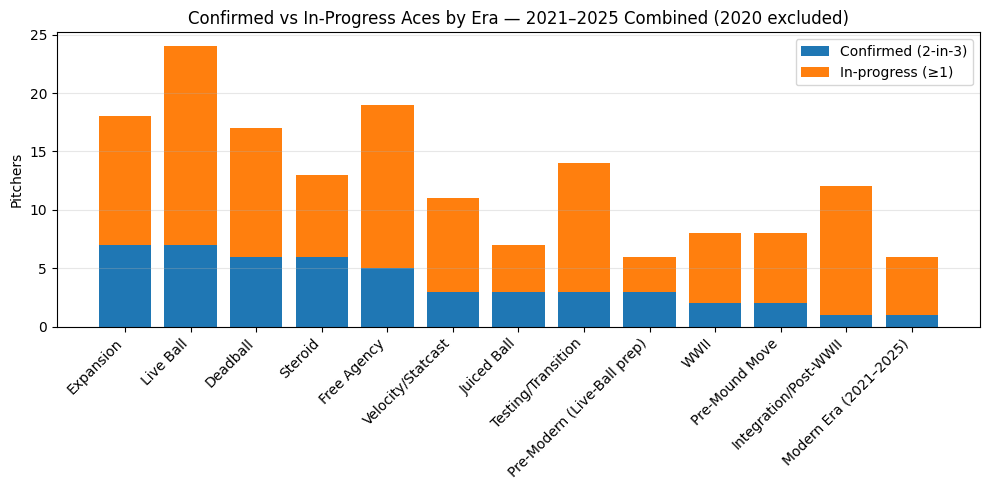 Confirmed vs In-Progress Aces by Era — 2021–2025 Combined (2020 excluded)
Confirmed (2-in-3)
In-progress (≥1)
Pitchers
25
20
15
10
5
0
Expansion
Live Ball
Deadball
Steroid
Free Agency
Velocity/Statcast
Juiced Ball
Testing/Transition
Pre-Modern (Live-Ball prep)
WWII
Pre-Mound Move
Integration/Post-WWII
Modern Era (2021–2025)